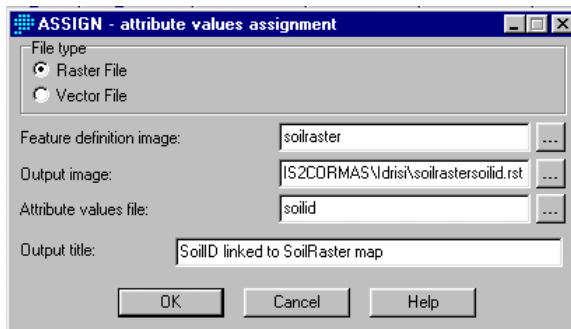 ASSIGN - attribute values assignment
File type
Raster File
Vector File
Feature definition image: soilraster ...
Output image: IS2CORMAS\Idrisi\soilrastersoilid.rst ...
Attribute values file: soilid ...
Output title: SoilID linked to SoilRaster map
OK Cancel Help